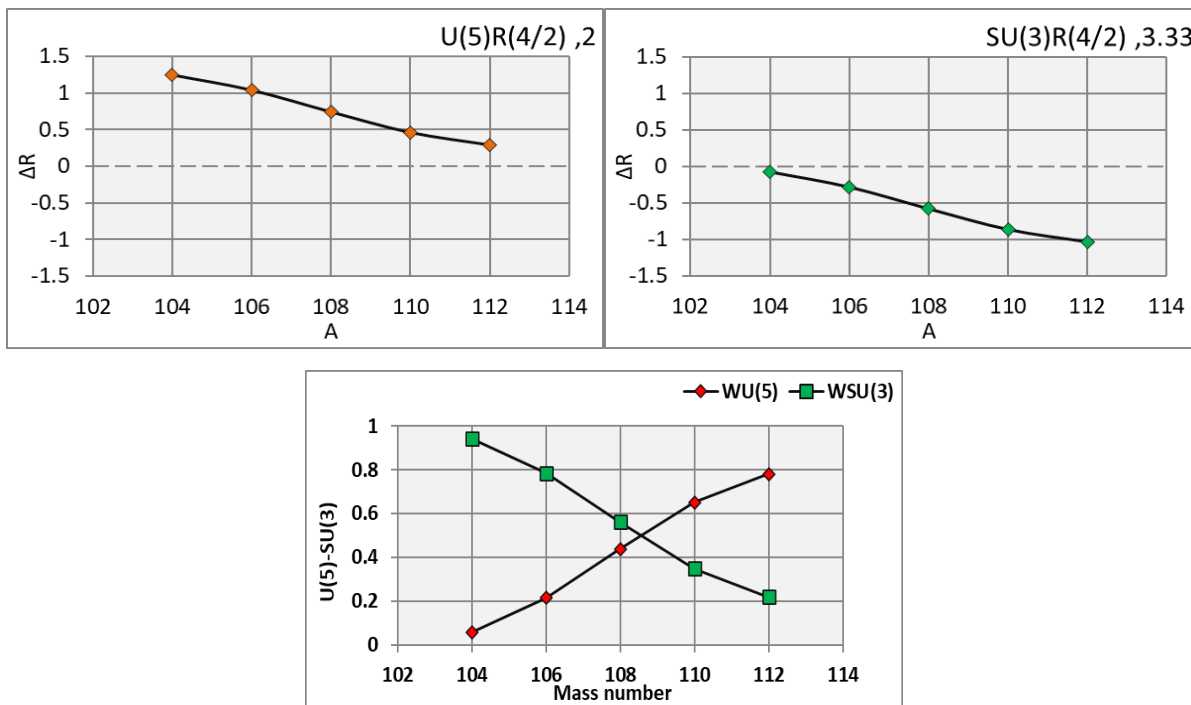 U(5)R(4/2) ,2
1.5
1
0.5
0
-0.5
-1
-1.5
ΔR
102 104 106 108 110 112 114
A
SU(3)R(4/2) ,3.33
1.5
1
0.5
0
-0.5
-1
-1.5
ΔR
102 104 106 108 110 112 114
A
WU(5) WSU(3)
1
0.8
0.6
0.4
0.2
0
U(5)-SU(3)
102 104 106 108 110 112 114
Mass number